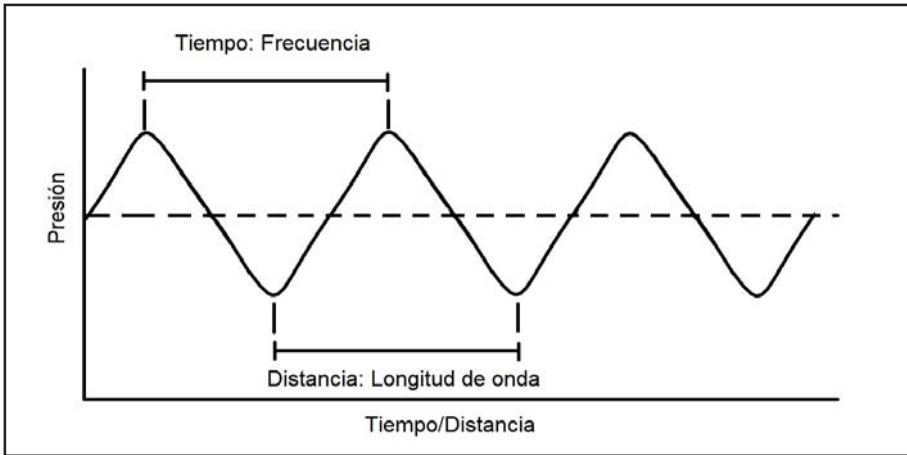 Tiempo: Frecuencia
Presión
Distancia: Longitud de onda
Tiempo/Distancia